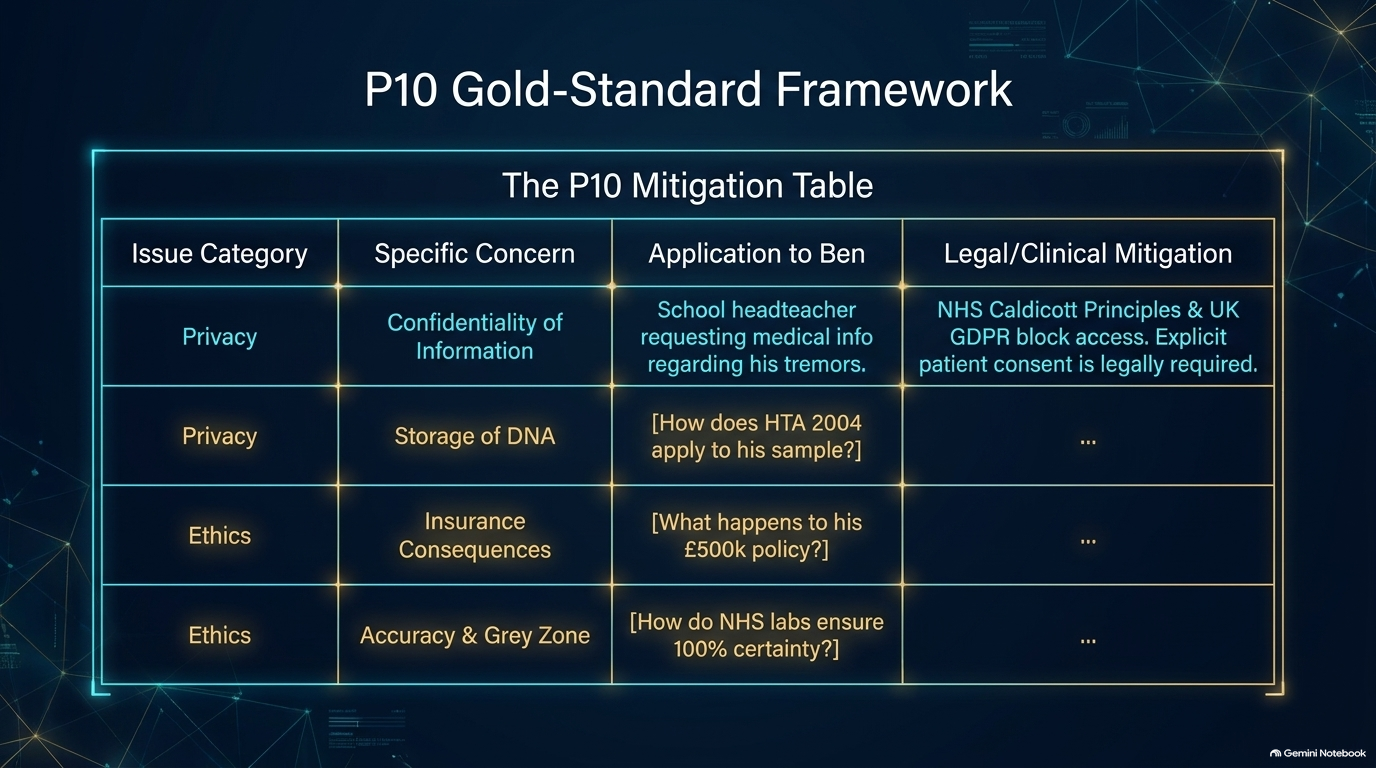 P10 Gold-Standard Framework
The P10 Mitigation Table
Issue Category
Specific Concern
Application to Ben
Legal/Clinical Mitigation
Privacy
Confidentiality of
Information
School headteacher
requesting medical info
regarding his tremors.
NHS Caldicott Principles & UK
GDPR block access. Explicit
patient consent is legally required.
Privacy
Storage of DNA
[How does HTA 2004
apply to his sample?]
...
Ethics
Insurance
Consequences
[What happens to his
£500k policy?]
...
Ethics
Accuracy & Grey Zone
[How do NHS labs ensure
100% certainty?]
...
Gemini Notebook